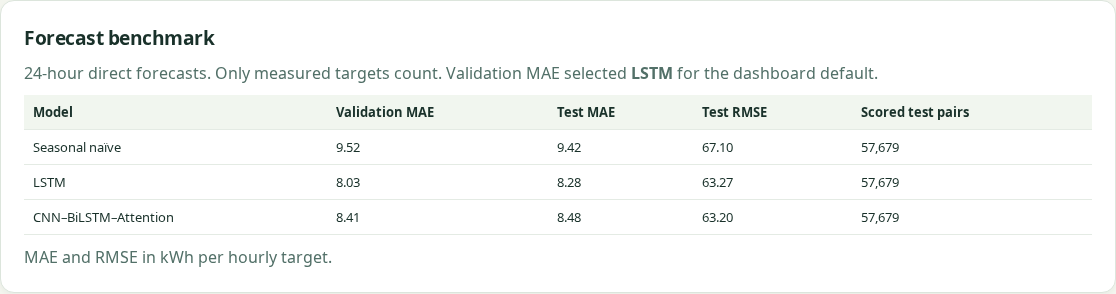 Forecast benchmark
24-hour direct forecasts. Only measured targets count. Validation MAE selected LSTM for the dashboard default.
Model Validation MAE Test MAE Test RMSE Scored test pairs
Seasonal naïve 9.52 9.42 67.10 57,679
LSTM 8.03 8.28 63.27 57,679
CNN–BiLSTM–Attention 8.41 8.48 63.20 57,679
MAE and RMSE in kWh per hourly target.